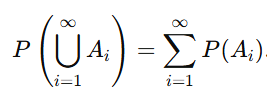 P(⋃_{i=1}^{∞} A_i) = ∑_{i=1}^{∞} P(A_i).